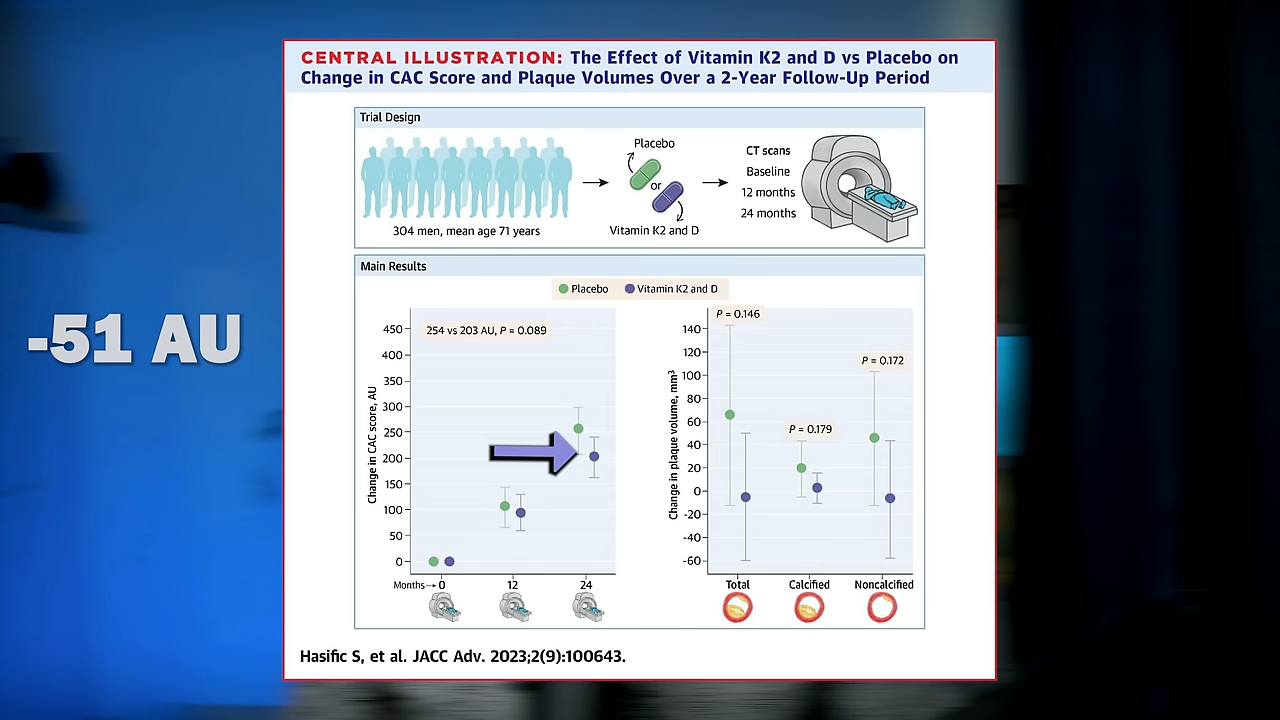 CENTRAL ILLUSTRATION: The Effect of Vitamin K2 and D vs Placebo on
Change in CAC Score and Plaque Volumes Over a 2-Year Follow-Up Period
Trial Design
Placebo
or
Vitamin K2 and D
304 men, mean age 71 years
CT scans
Baseline
12 months
24 months
Main Results
Placebo
Vitamin K2 and D
-51 AU
254 vs 203 AU, P = 0.089
Change in CAC score, AU
450
400
350
300
250
200
150
100
50
0
Months→ 0
12
24
P = 0.146
P = 0.179
P = 0.172
Change in plaque volume, mm³
140
120
100
80
60
40
20
0
-20
-40
-60
Total
Calcified
Noncalcified
Hasific S, et al. JACC Adv. 2023;2(9):100643.